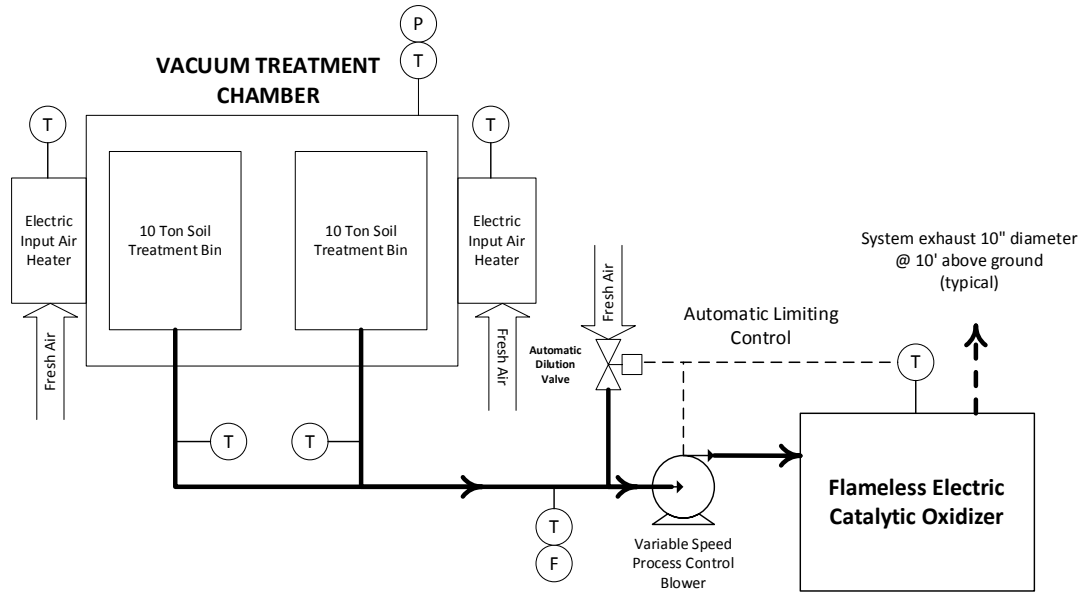 P
T
VACUUM TREATMENT
CHAMBER
T
T
Electric
Input Air
Heater
10 Ton Soil
Treatment Bin
10 Ton Soil
Treatment Bin
Electric
Input Air
Heater
Fresh Air
Fresh Air
Fresh Air
Automatic
Dilution
Valve
Automatic Limiting
Control
System exhaust 10" diameter
@ 10' above ground
(typical)
T
T
T
T
F
Variable Speed
Process Control
Blower
Flameless Electric
Catalytic Oxidizer